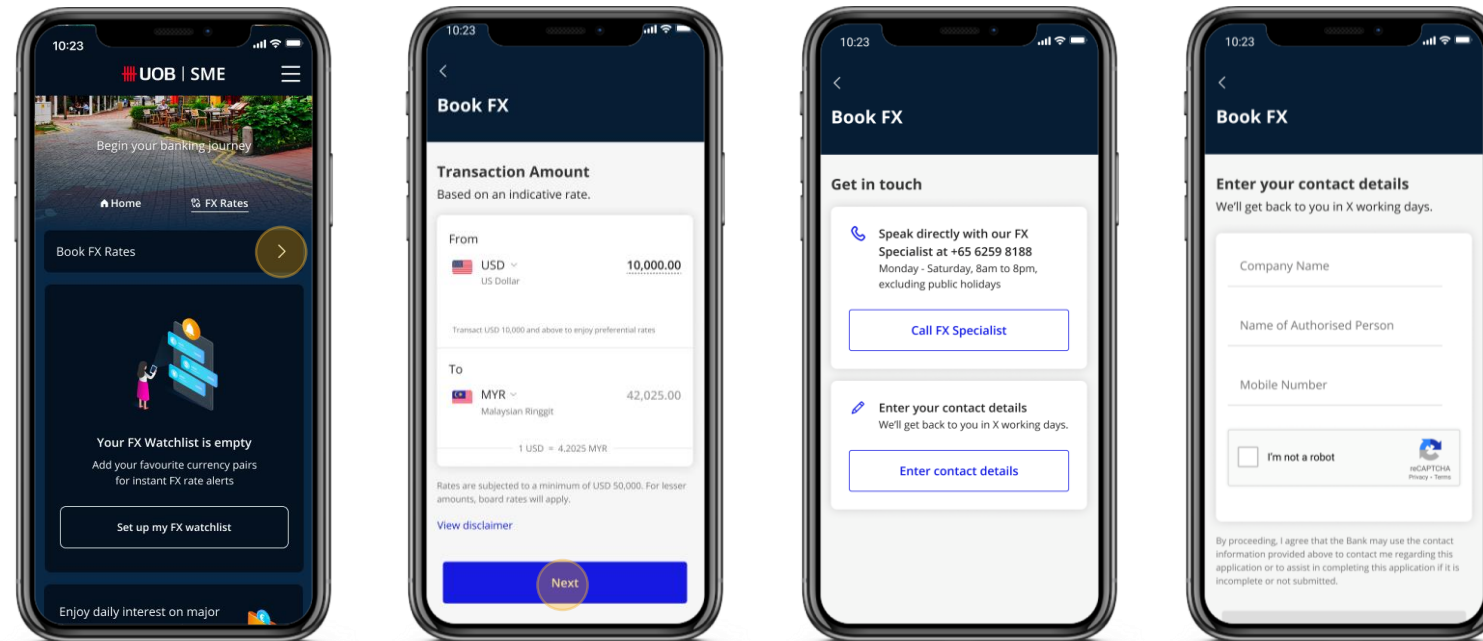 10:23
UOB | SME
Begin your banking journey
Home
FX Rates
Book FX Rates
Your FX Watchlist is empty
Add your favourite currency pairs
for instant FX rate alerts
Set up my FX watchlist
Enjoy daily interest on major
10:23
Book FX
Transaction Amount
Based on an indicative rate.
From
USD
10,000.00
US Dollar
Transact USD 10,000 and above to enjoy preferential rates
To
MYR
42,025.00
Malaysian Ringgit
1 USD = 4.2025 MYR
Rates are subjected to a minimum of USD 50,000. For lesser
amounts, board rates will apply.
View disclaimer
Next
10:23
Book FX
Get in touch
Speak directly with our FX
Specialist at +65 6259 8188
Monday - Saturday, 8am to 8pm,
excluding public holidays
Call FX Specialist
Enter your contact details
We'll get back to you in X working days.
Enter contact details
10:23
Book FX
Enter your contact details
We'll get back to you in X working days.
Company Name
Name of Authorised Person
Mobile Number
I'm not a robot
reCAPTCHA
Privacy - Terms
By proceeding, I agree that the Bank may use the contact
information provided above to contact me regarding this
application or to assist in completing this application if it is
incomplete or not submitted.